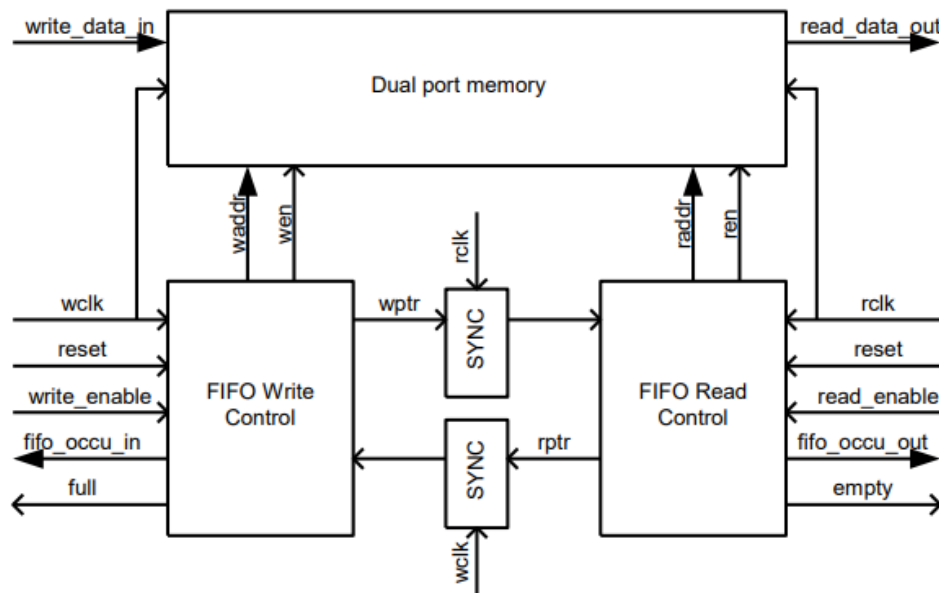 write_data_in
read_data_out
Dual port memory
waddr
wen
raddr
ren
rclk
wclk
wptr
SYNC
rclk
reset
reset
FIFO Write
Control
FIFO Read
Control
write_enable
read_enable
fifo_occu_in
SYNC
rptr
fifo_occu_out
full
empty
wclk